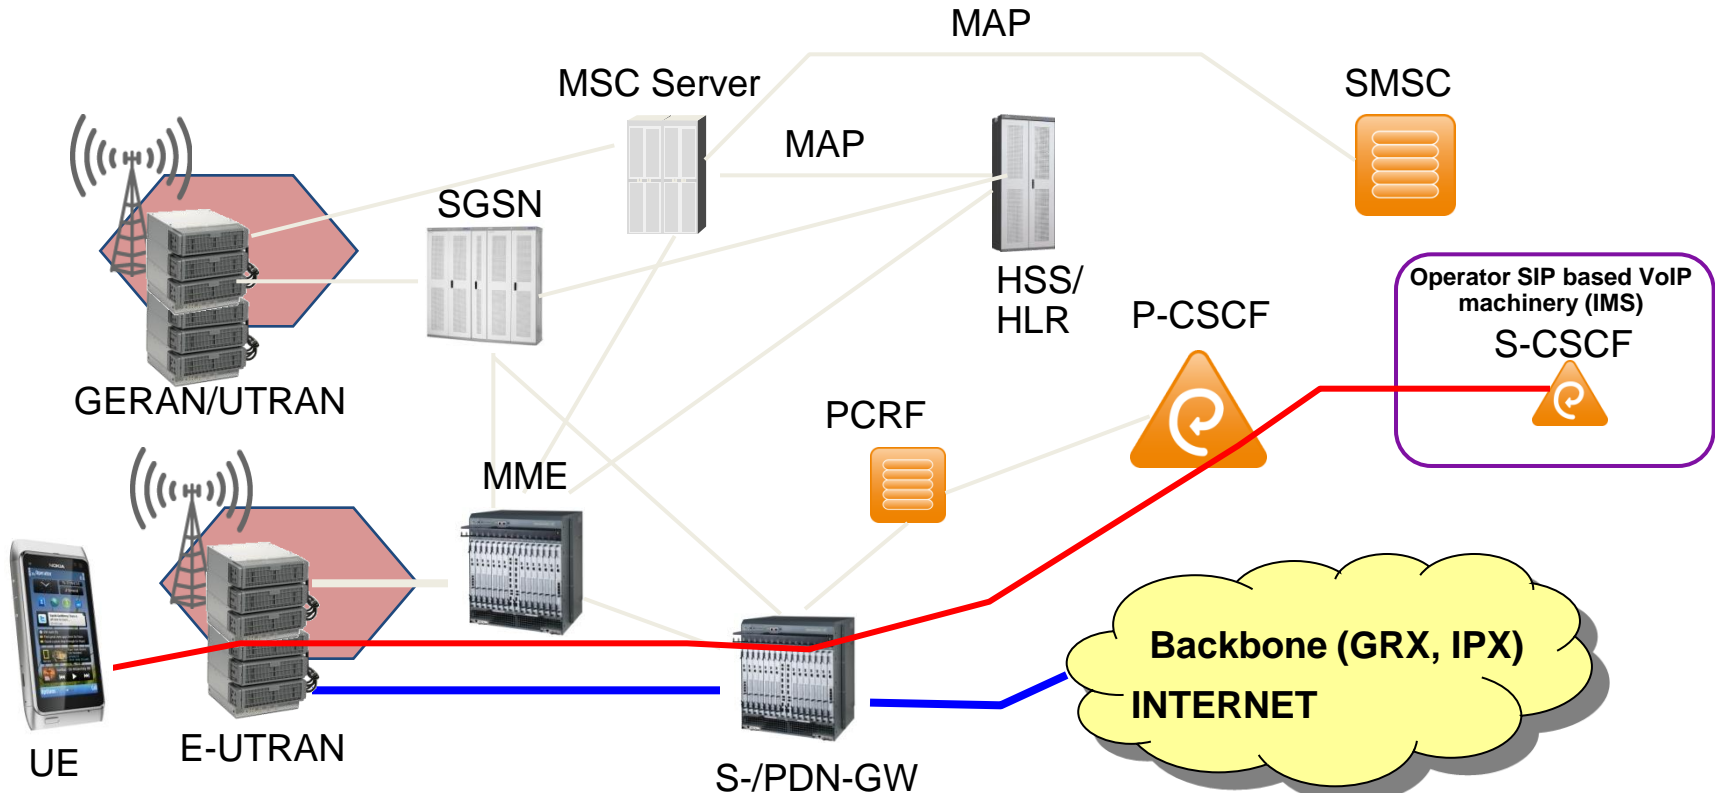 MAP
MSC Server
SMSC
MAP
SGSN
HSS/
HLR
Operator SIP based VoIP
machinery (IMS)
S-CSCF
P-CSCF
GERAN/UTRAN
PCRF
MME
NOKIA
Backbone (GRX, IPX)
INTERNET
UE
E-UTRAN
S-/PDN-GW